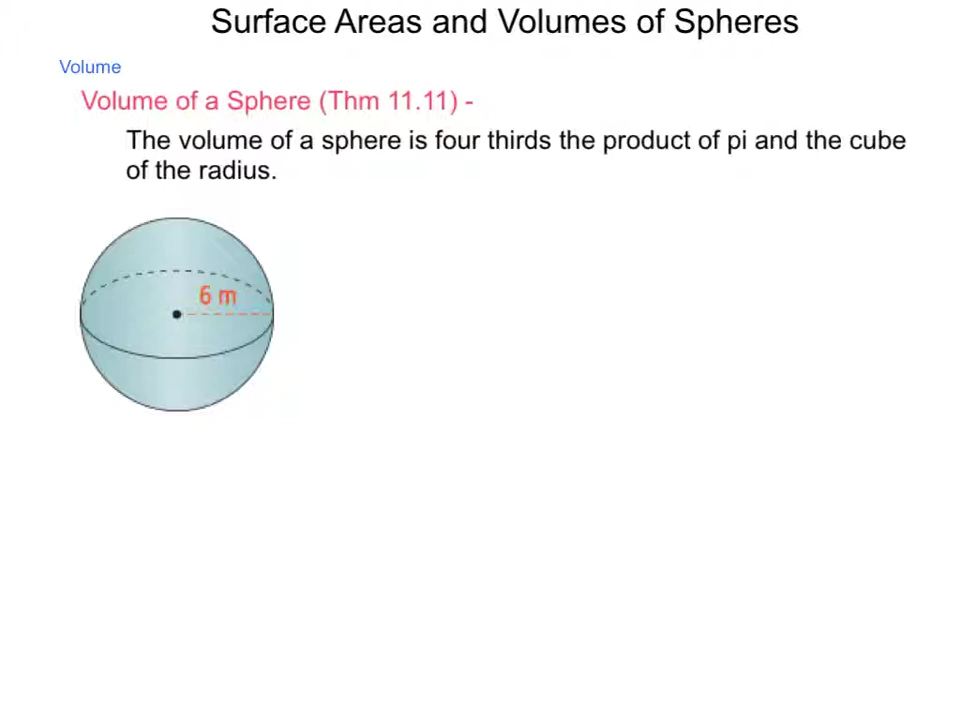 Surface Areas and Volumes of Spheres
Volume
Volume of a Sphere (Thm 11.11) -
The volume of a sphere is four thirds the product of pi and the cube
of the radius.
6 m